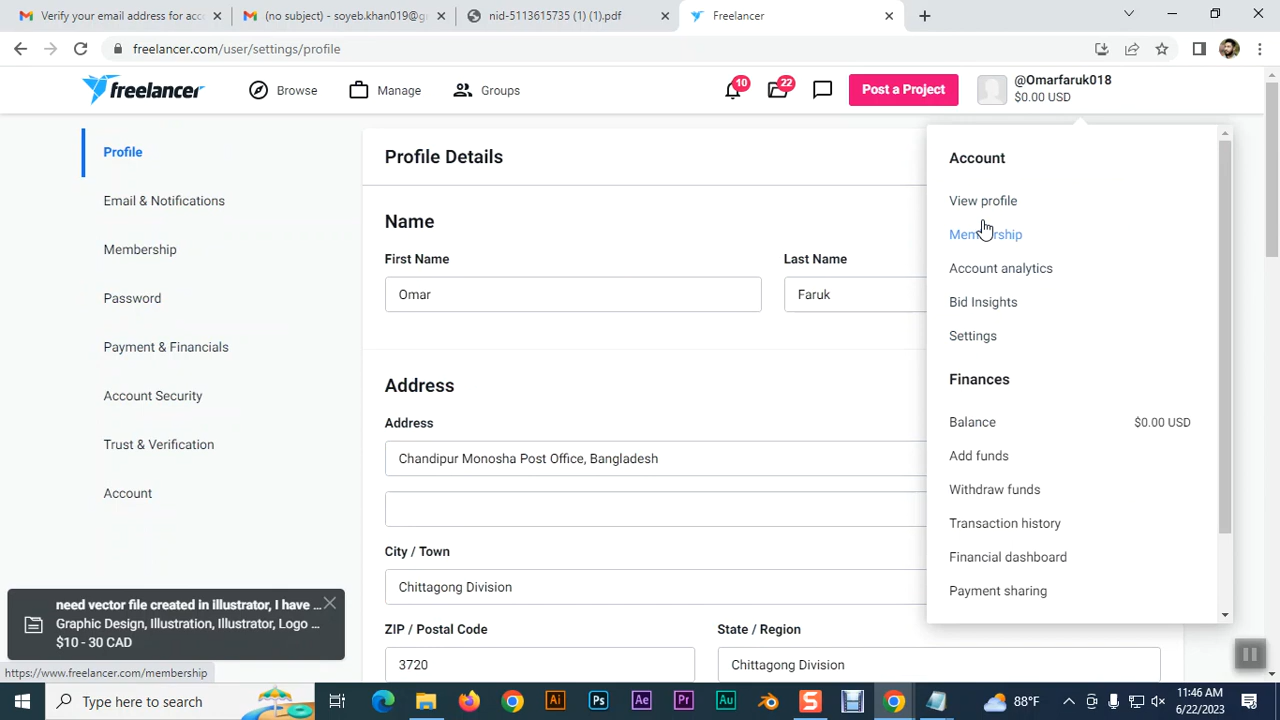 Verify your email address for acc
(no subject) - soyeb.khan019@g
nid-5113615735 (1) (1).pdf
Freelancer
freelancer.com/user/settings/profile
freelancer
Browse
Manage
Groups
10
22
Post a Project
@Omarfaruk018
$0.00 USD
Profile
Email & Notifications
Membership
Password
Payment & Financials
Account Security
Trust & Verification
Account
Profile Details
Name
First Name
Last Name
Omar
Faruk
Address
Address
Chandipur Monosha Post Office, Bangladesh
City / Town
Chittagong Division
ZIP / Postal Code
State / Region
3720
Chittagong Division
Account
View profile
Membership
Account analytics
Bid Insights
Settings
Finances
Balance $0.00 USD
Add funds
Withdraw funds
Transaction history
Financial dashboard
Payment sharing
need vector file created in illustrator, I have ...
Graphic Design, Illustration, Illustrator, Logo ...
$10 - 30 CAD
https://www.freelancer.com/membership
Type here to search
Ai
Ps
Ae
Pr
Au
S
88°F
11:46 AM
6/22/2023